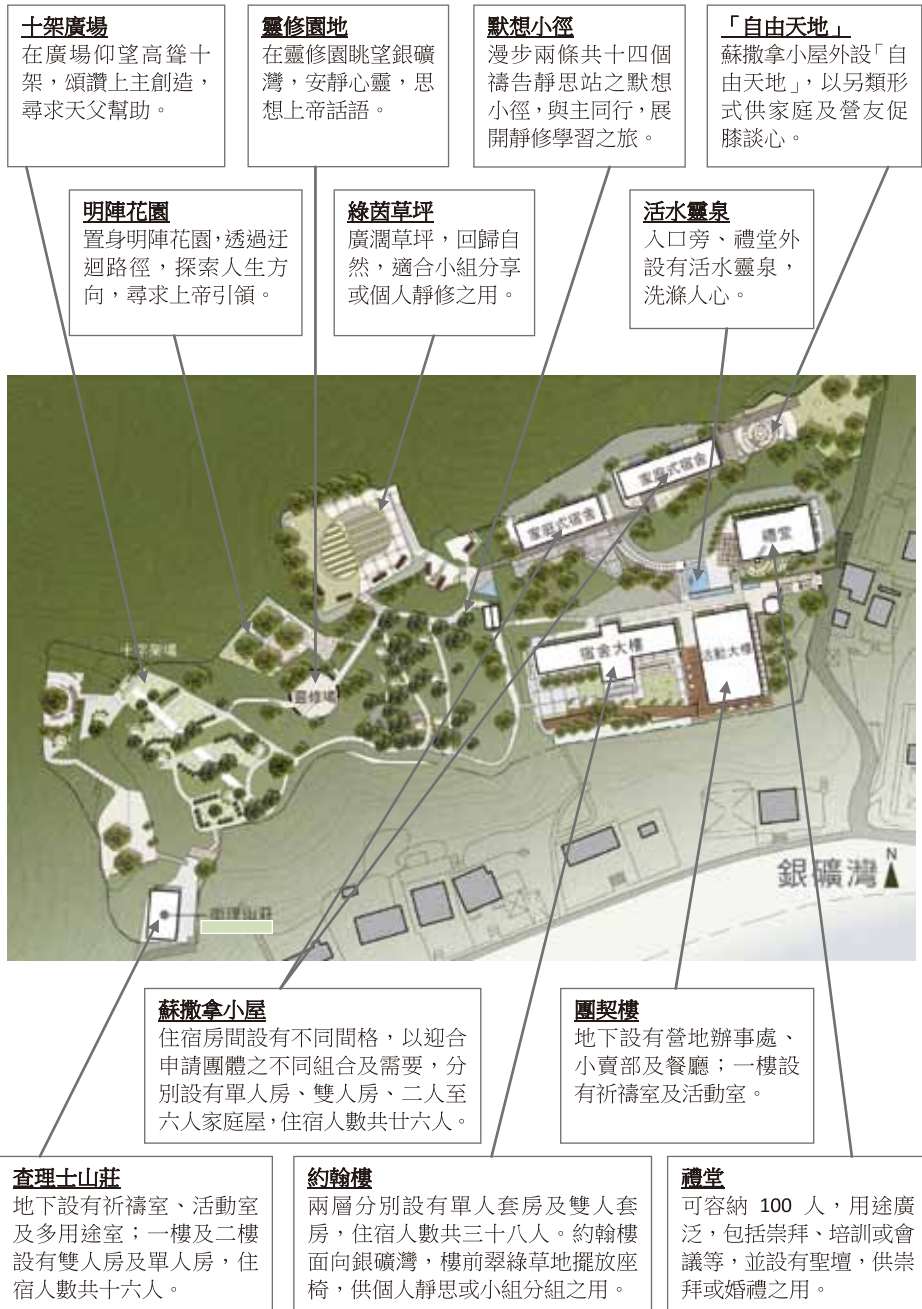 十架廣場
在廣場仰望高聳十
架，頌讚上主創造，
尋求天父幫助。
靈修園地
在靈修園眺望銀礦
灣，安靜心靈，思
想上帝話語。
默想小徑
漫步兩條共十四個
禱告靜思站之默想
小徑，與主同行，展
開靜修學習之旅。
「自由天地」
蘇撒拿小屋外設「自
由天地」，以另類形
式供家庭及營友促
膝談心。
明陣花園
置身明陣花園，透過迂
迴路徑，探索人生方
向，尋求上帝引領。
綠茵草坪
廣濶草坪，回歸自
然，適合小組分享
或個人靜修之用。
活水靈泉
入口旁、禮堂外
設有活水靈泉，
洗滌人心。
家庭式宿舍
家庭式宿舍
禮堂
十字架場
宿舍大樓
活動大樓
靈修場
銀礦灣
N
蘇撒拿小屋
住宿房間設有不同間格，以迎合
申請團體之不同組合及需要，分
別設有單人房、雙人房、二人至
六人家庭屋，住宿人數共廿六人。
團契樓
地下設有營地辦事處、
小賣部及餐廳；一樓設
有祈禱室及活動室。
查理士山莊
地下設有祈禱室、活動室
及多用途室；一樓及二樓
設有雙人房及單人房，住
宿人數共十六人。
約翰樓
兩層分別設有單人套房及雙人套
房，住宿人數共三十八人。約翰樓
面向銀礦灣，樓前翠綠草地擺放座
椅，供個人靜思或小組分組之用。
禮堂
可容納 100 人，用途廣
泛，包括崇拜、培訓或會
議等，並設有聖壇，供崇
拜或婚禮之用。